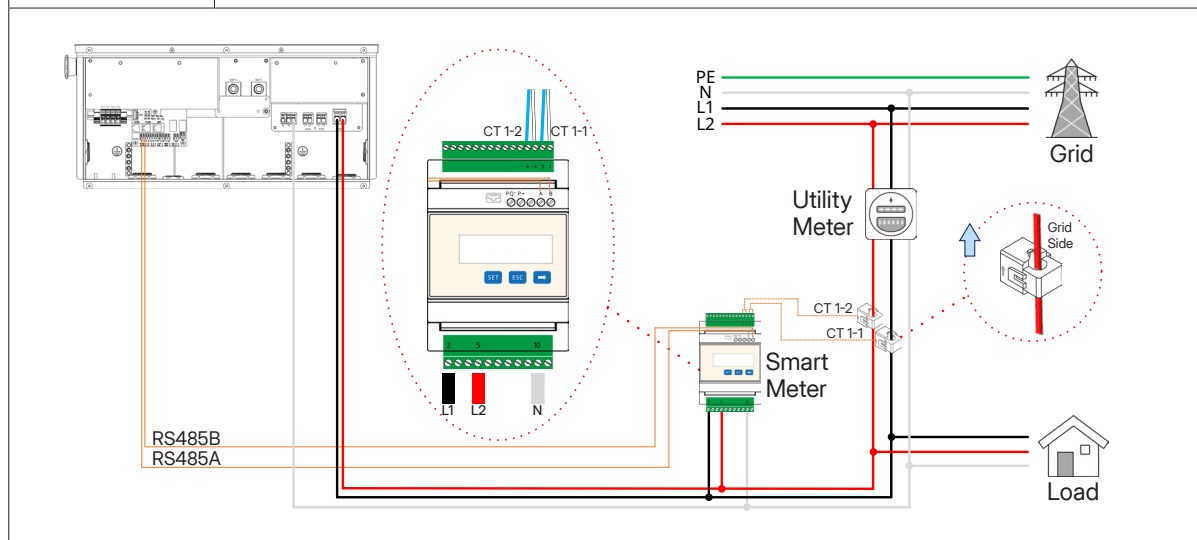 PE
N
L1
L2
Grid
CT 1-2
CT 1-1
Utility
Meter
Grid
Side
PG- P+ A B
SET ESC
CT 1-2
CT 1-1
Smart
Meter
2 5 10
L1 L2 N
RS485B
RS485A
Load